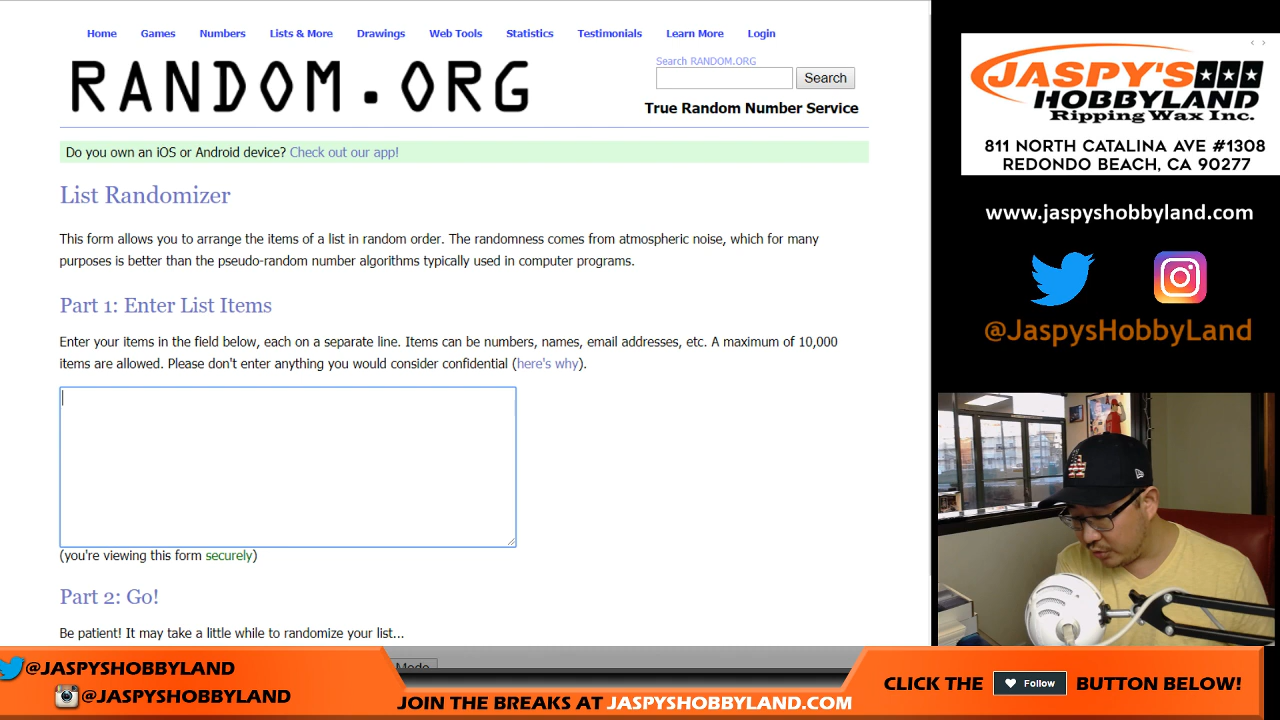 Home Games Numbers Lists & More Drawings Web Tools Statistics Testimonials Learn More Login
RANDOM.ORG
Search RANDOM.ORG
Search
True Random Number Service
Do you own an iOS or Android device? Check out our app!
List Randomizer
This form allows you to arrange the items of a list in random order. The randomness comes from atmospheric noise, which for many
purposes is better than the pseudo-random number algorithms typically used in computer programs.
Part 1: Enter List Items
Enter your items in the field below, each on a separate line. Items can be numbers, names, email addresses, etc. A maximum of 10,000
items are allowed. Please don't enter anything you would consider confidential (here's why).
(you're viewing this form securely)
Part 2: Go!
Be patient! It may take a little while to randomize your list...
Mode
JASPY'S
HOBBYLAND
Ripping Wax Inc.
811 NORTH CATALINA AVE #1308
REDONDO BEACH, CA 90277
www.jaspyshobbyland.com
@JaspysHobbyLand
@JASPYSHOBBYLAND
@JASPYSHOBBYLAND
JOIN THE BREAKS AT JASPYSHOBBYLAND.COM
CLICK THE Follow BUTTON BELOW!